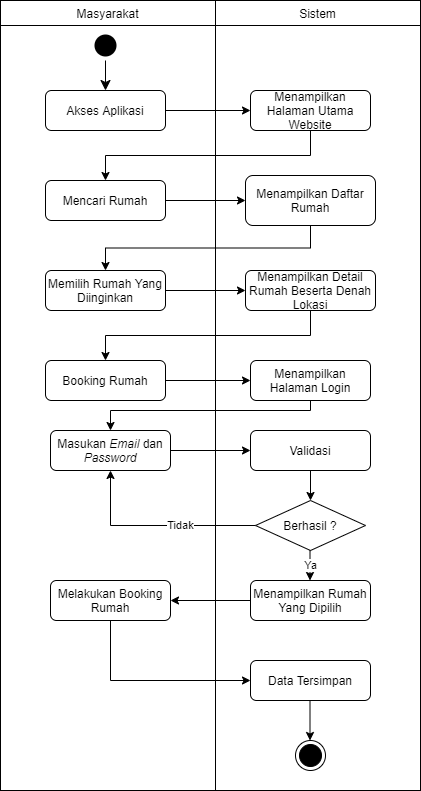 Masyarakat
Sistem
Akses Aplikasi
Menampilkan
Halaman Utama
Website
Mencari Rumah
Menampilkan Daftar
Rumah
Memilih Rumah Yang
Diinginkan
Menampilkan Detail
Rumah Beserta Denah
Lokasi
Booking Rumah
Menampilkan
Halaman Login
Masukan Email dan
Password
Validasi
Berhasil ?
Tidak
Ya
Menampilkan Rumah
Yang Dipilih
Melakukan Booking
Rumah
Data Tersimpan